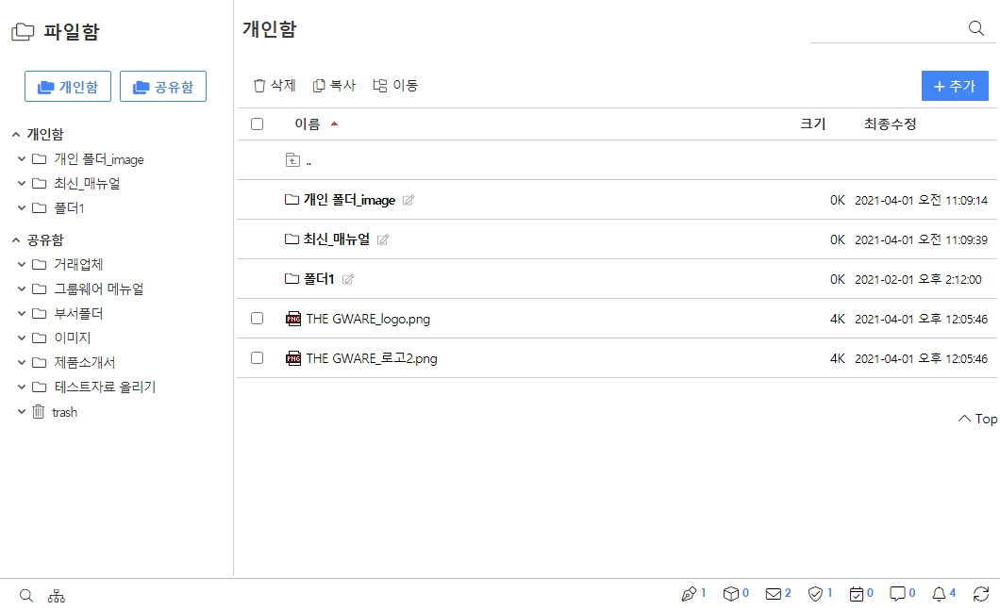 파일함
개인함
공유함
개인함
개인 폴더_image
최신_매뉴얼
폴더1
공유함
거래업체
그룹웨어 메뉴얼
부서폴더
이미지
제품소개서
테스트자료 올리기
trash
개인함
삭제 복사 이동
+ 추가
이름 크기 최종수정
..
개인 폴더_image 0K 2021-04-01 오전 11:09:14
최신_매뉴얼 0K 2021-04-01 오전 11:09:39
폴더1 0K 2021-02-01 오후 2:12:00
PNG THE GWARE_logo.png 4K 2021-04-01 오후 12:05:46
PNG THE GWARE_로고2.png 4K 2021-04-01 오후 12:05:46
Top
1 0 2 1 0 0 4